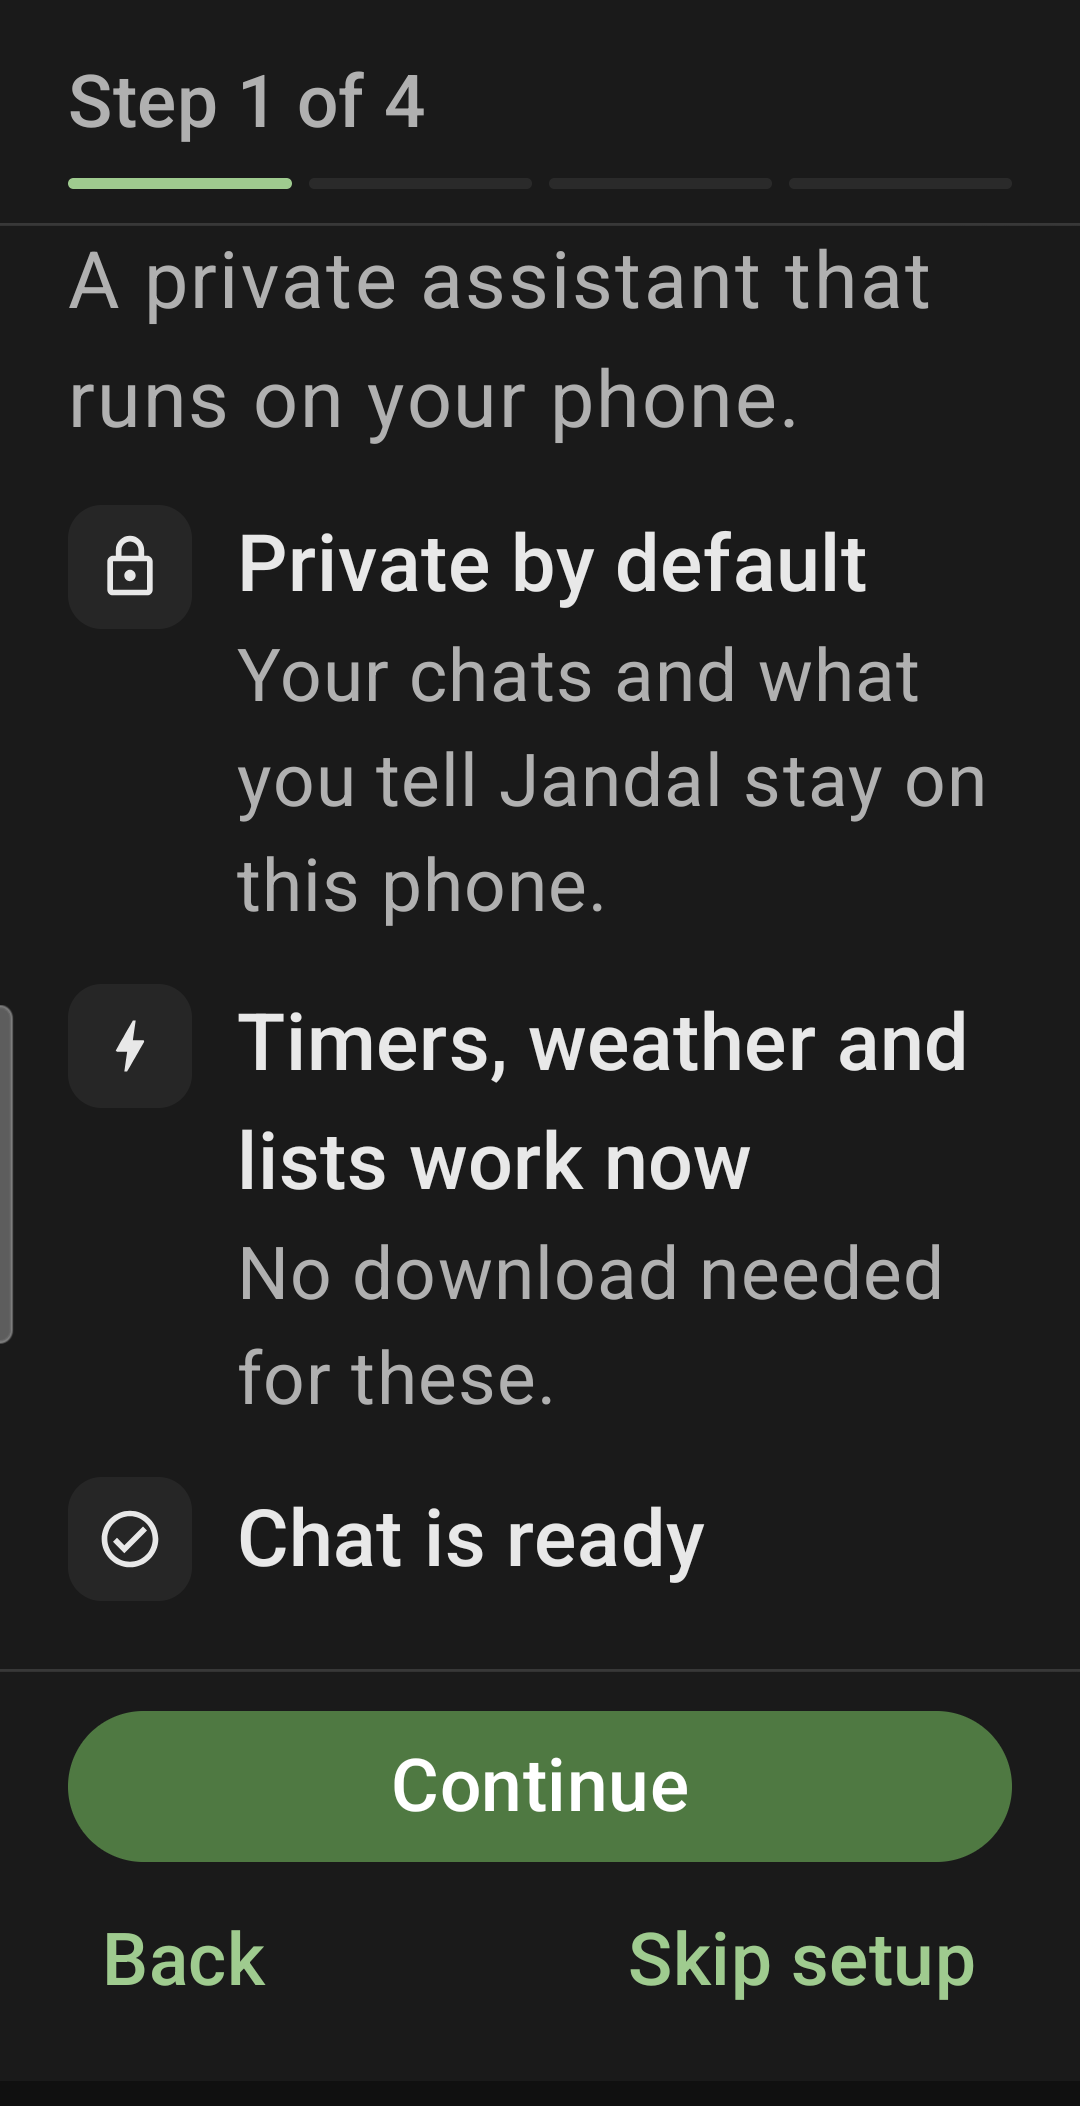 Step 1 of 4
A private assistant that
runs on your phone.
Private by default
Your chats and what
you tell Jandal stay on
this phone.
Timers, weather and
lists work now
No download needed
for these.
Chat is ready
Continue
Back
Skip setup